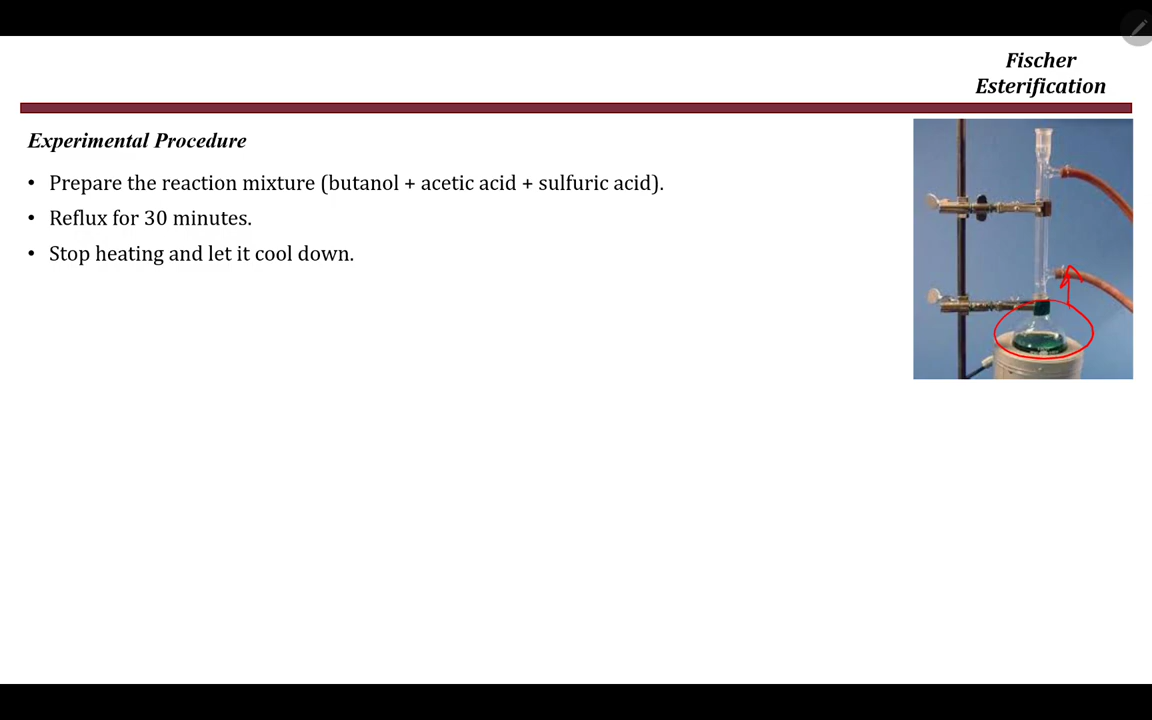 Fischer
Esterification
Experimental Procedure
• Prepare the reaction mixture (butanol + acetic acid + sulfuric acid).
• Reflux for 30 minutes.
• Stop heating and let it cool down.